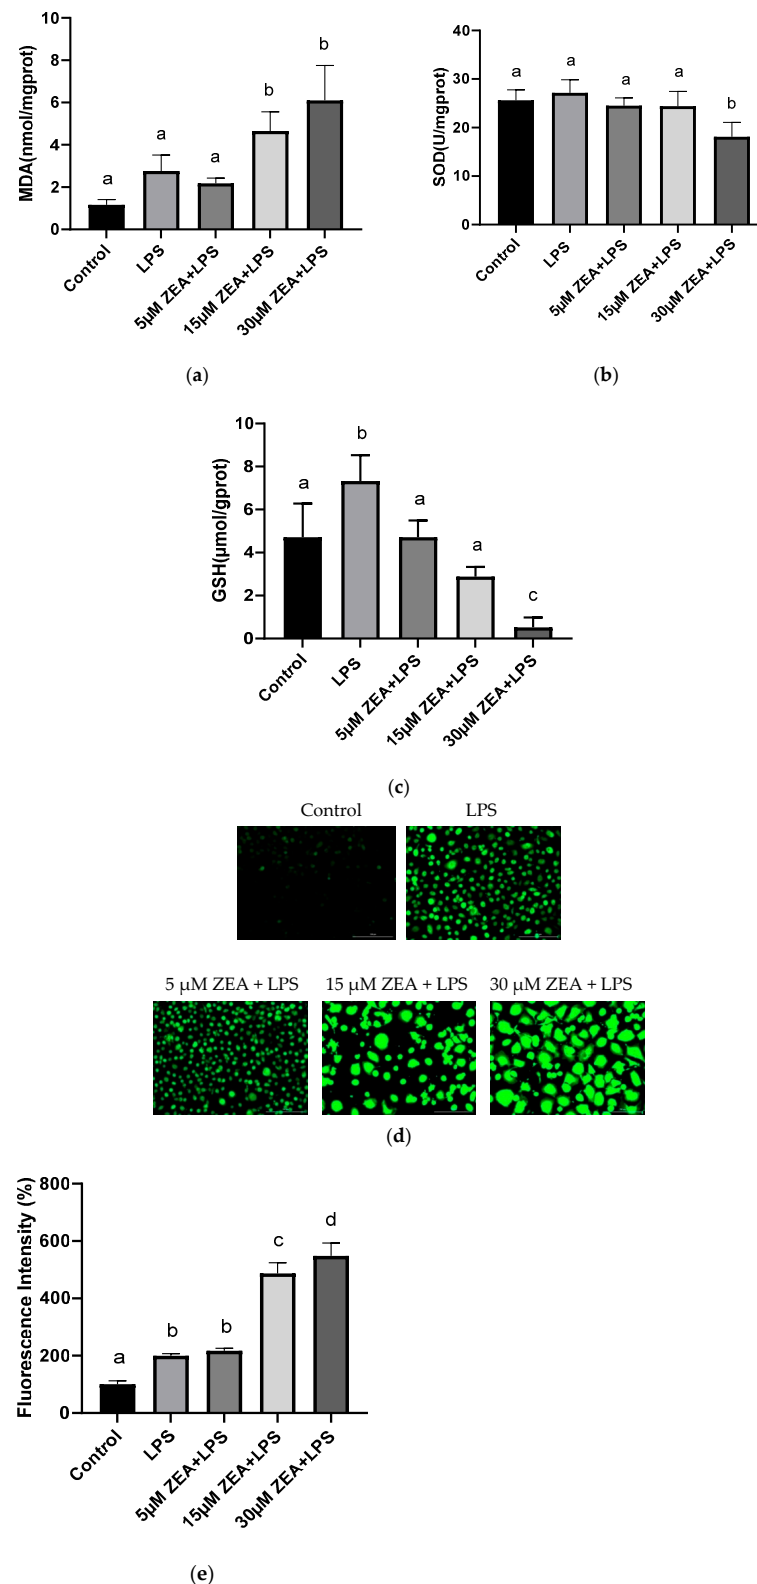 MDA(nmol/mgprot)
10
8
6
4
2
0
a
a
a
b
b
Control
LPS
5μM ZEA+LPS
15μM ZEA+LPS
30μM ZEA+LPS
(a)
SOD(U/mgprot)
40
30
20
10
0
a
a
a
a
b
Control
LPS
5μM ZEA+LPS
15μM ZEA+LPS
30μM ZEA+LPS
(b)
GSH(μmol/gprot)
10
8
6
4
2
0
a
b
a
a
c
Control
LPS
5μM ZEA+LPS
15μM ZEA+LPS
30μM ZEA+LPS
(c)
Control LPS
5 μM ZEA + LPS 15 μM ZEA + LPS 30 μM ZEA + LPS
(d)
Fluorescence Intensity (%)
800
600
400
200
0
a
b
b
c
d
Control
LPS
5μM ZEA+LPS
15μM ZEA+LPS
30μM ZEA+LPS
(e)